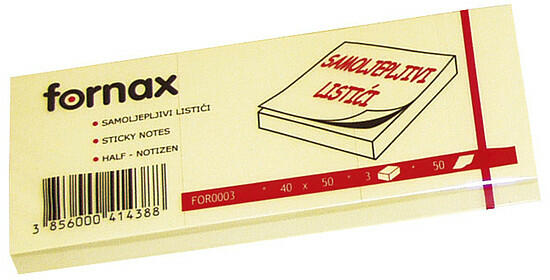 fornax
SAMOLJEPLJIVI LISTIĆI
STICKY NOTES
HALF - NOTIZEN
SAMOLJEPLJIVI
LISTIĆI
FOR0003 * 40 x 50 * 3 * 50
3 856000 414388